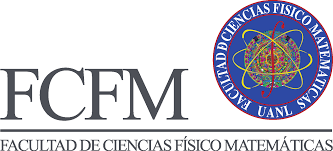 FCFM
FACULTAD DE CIENCIAS FÍSICO MATEMÁTICAS
UANL
FACULTAD DE CIENCIAS FÍSICO MATEMÁTICAS